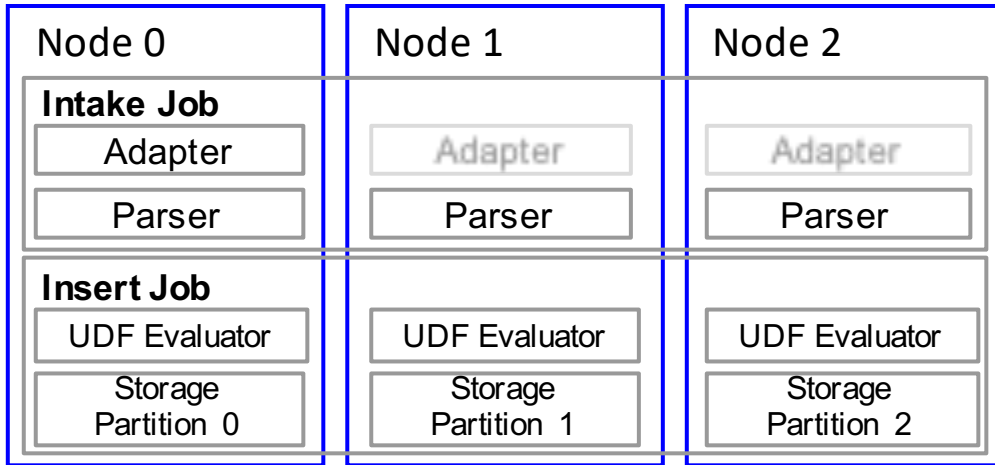 Node 0
Node 1
Node 2
Intake Job
Adapter
Adapter
Adapter
Parser
Parser
Parser
Insert Job
UDF Evaluator
UDF Evaluator
UDF Evaluator
Storage
Partition 0
Storage
Partition 1
Storage
Partition 2